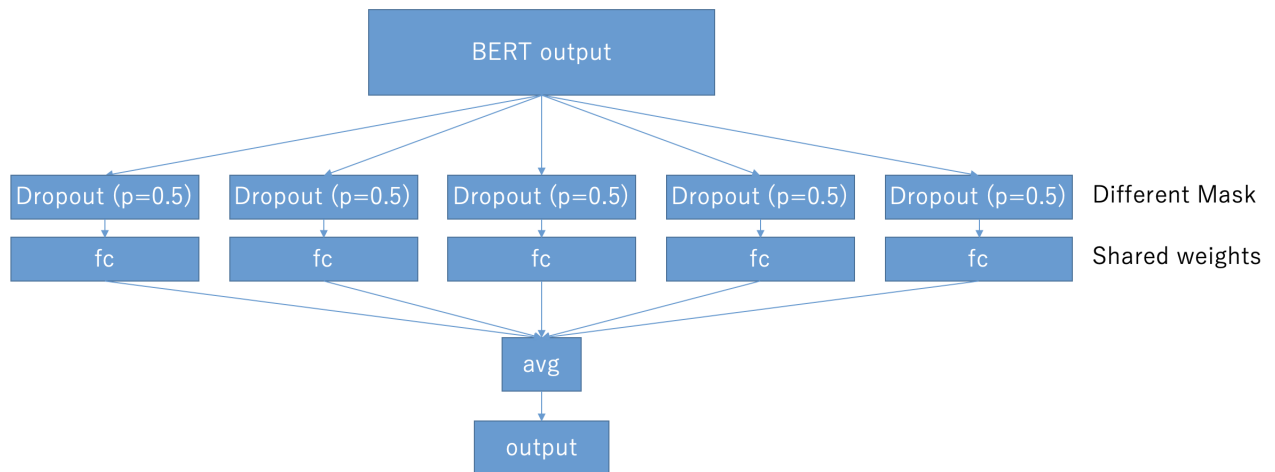 BERT output
Dropout (p=0.5) Dropout (p=0.5) Dropout (p=0.5) Dropout (p=0.5) Dropout (p=0.5) Different Mask
fc fc fc fc fc Shared weights
avg
output